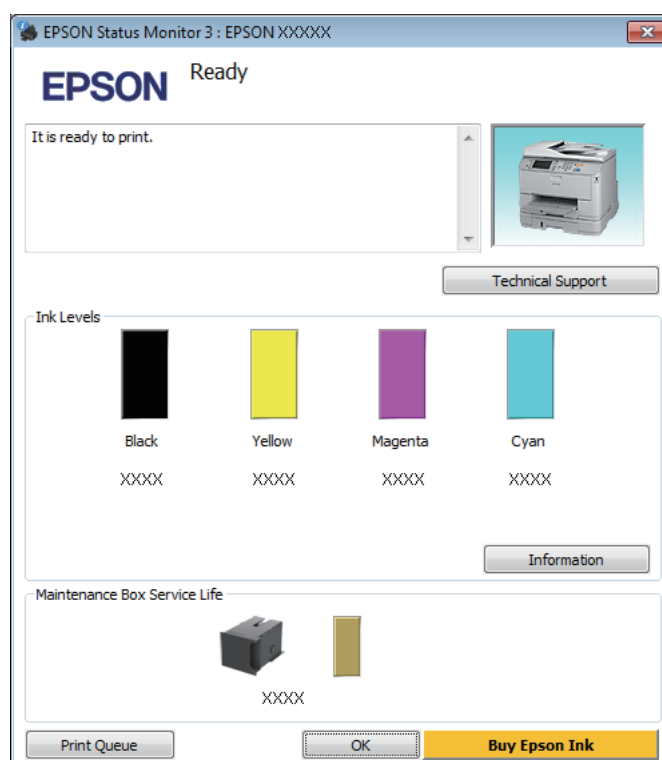 EPSON Status Monitor 3 : EPSON XXXXX
EPSON
Ready
It is ready to print.
Technical Support
Ink Levels
Black Yellow Magenta Cyan
XXXX XXXX XXXX XXXX
Information
Maintenance Box Service Life
XXXX
Print Queue OK Buy Epson Ink